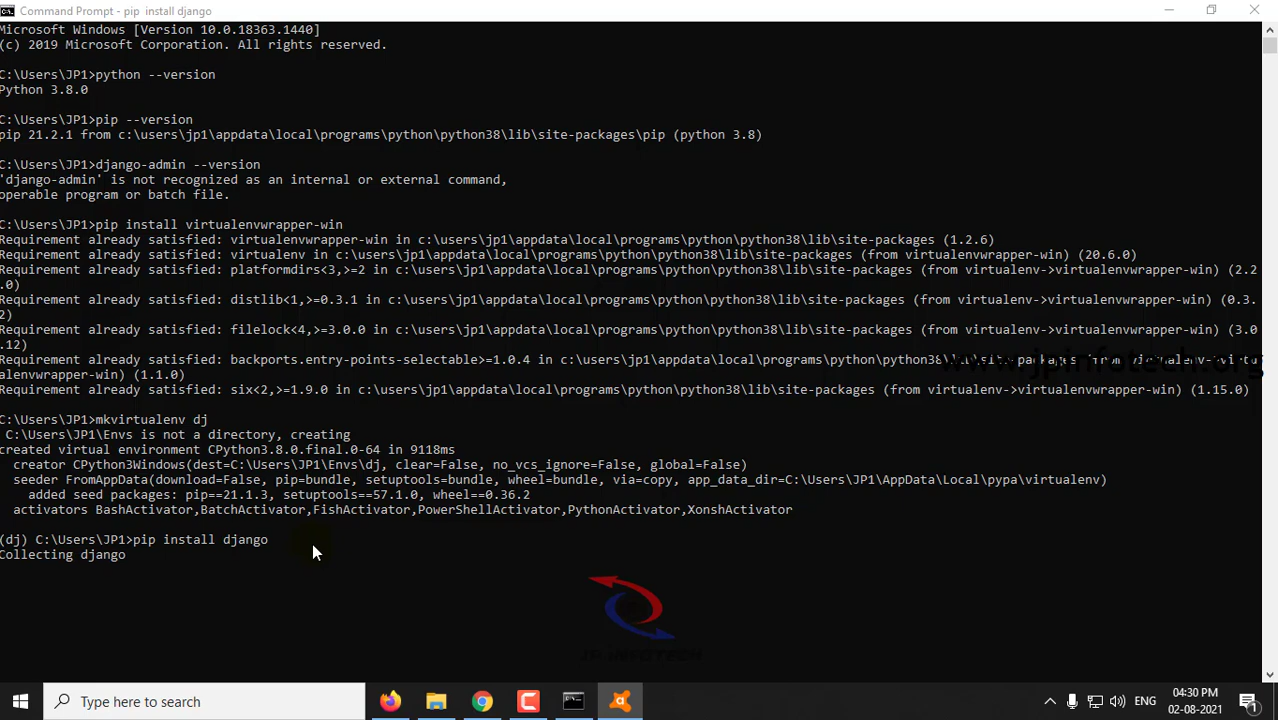 Command Prompt - pip install django
Microsoft Windows [Version 10.0.18363.1440]
(c) 2019 Microsoft Corporation. All rights reserved.
C:\Users\JP1>python --version
Python 3.8.0
C:\Users\JP1>pip --version
pip 21.2.1 from c:\users\jp1\appdata\local\programs\python\python38\lib\site-packages\pip (python 3.8)
C:\Users\JP1>django-admin --version
'django-admin' is not recognized as an internal or external command,
operable program or batch file.
C:\Users\JP1>pip install virtualenvwrapper-win
Requirement already satisfied: virtualenvwrapper-win in c:\users\jp1\appdata\local\programs\python\python38\lib\site-packages (1.2.6)
Requirement already satisfied: virtualenv in c:\users\jp1\appdata\local\programs\python\python38\lib\site-packages (from virtualenvwrapper-win) (20.6.0)
Requirement already satisfied: platformdirs<3,>=2 in c:\users\jp1\appdata\local\programs\python\python38\lib\site-packages (from virtualenv->virtualenvwrapper-win) (2.2
.0)
Requirement already satisfied: distlib<1,>=0.3.1 in c:\users\jp1\appdata\local\programs\python\python38\lib\site-packages (from virtualenv->virtualenvwrapper-win) (0.3.
2)
Requirement already satisfied: filelock<4,>=3.0.0 in c:\users\jp1\appdata\local\programs\python\python38\lib\site-packages (from virtualenv->virtualenvwrapper-win) (3.0
.12)
Requirement already satisfied: backports.entry-points-selectable>=1.0.4 in c:\users\jp1\appdata\local\programs\python\python38\lib\site-packages (from virtualenv->virtu
alenvwrapper-win) (1.1.0)
www.jpinfotech.org
Requirement already satisfied: six<2,>=1.9.0 in c:\users\jp1\appdata\local\programs\python\python38\lib\site-packages (from virtualenv->virtualenvwrapper-win) (1.15.0)
C:\Users\JP1>mkvirtualenv dj
C:\Users\JP1\Envs is not a directory, creating
created virtual environment CPython3.8.0.final.0-64 in 9118ms
creator CPython3Windows(dest=C:\Users\JP1\Envs\dj, clear=False, no_vcs_ignore=False, global=False)
seeder FromAppData(download=False, pip=bundle, setuptools=bundle, wheel=bundle, via=copy, app_data_dir=C:\Users\JP1\AppData\Local\pypa\virtualenv)
added seed packages: pip==21.1.3, setuptools==57.1.0, wheel==0.36.2
activators BashActivator,BatchActivator,FishActivator,PowerShellActivator,PythonActivator,XonshActivator
(dj) C:\Users\JP1>pip install django
Collecting django
JP INFOTECH
Type here to search
ENG
04:30 PM
02-08-2021
1